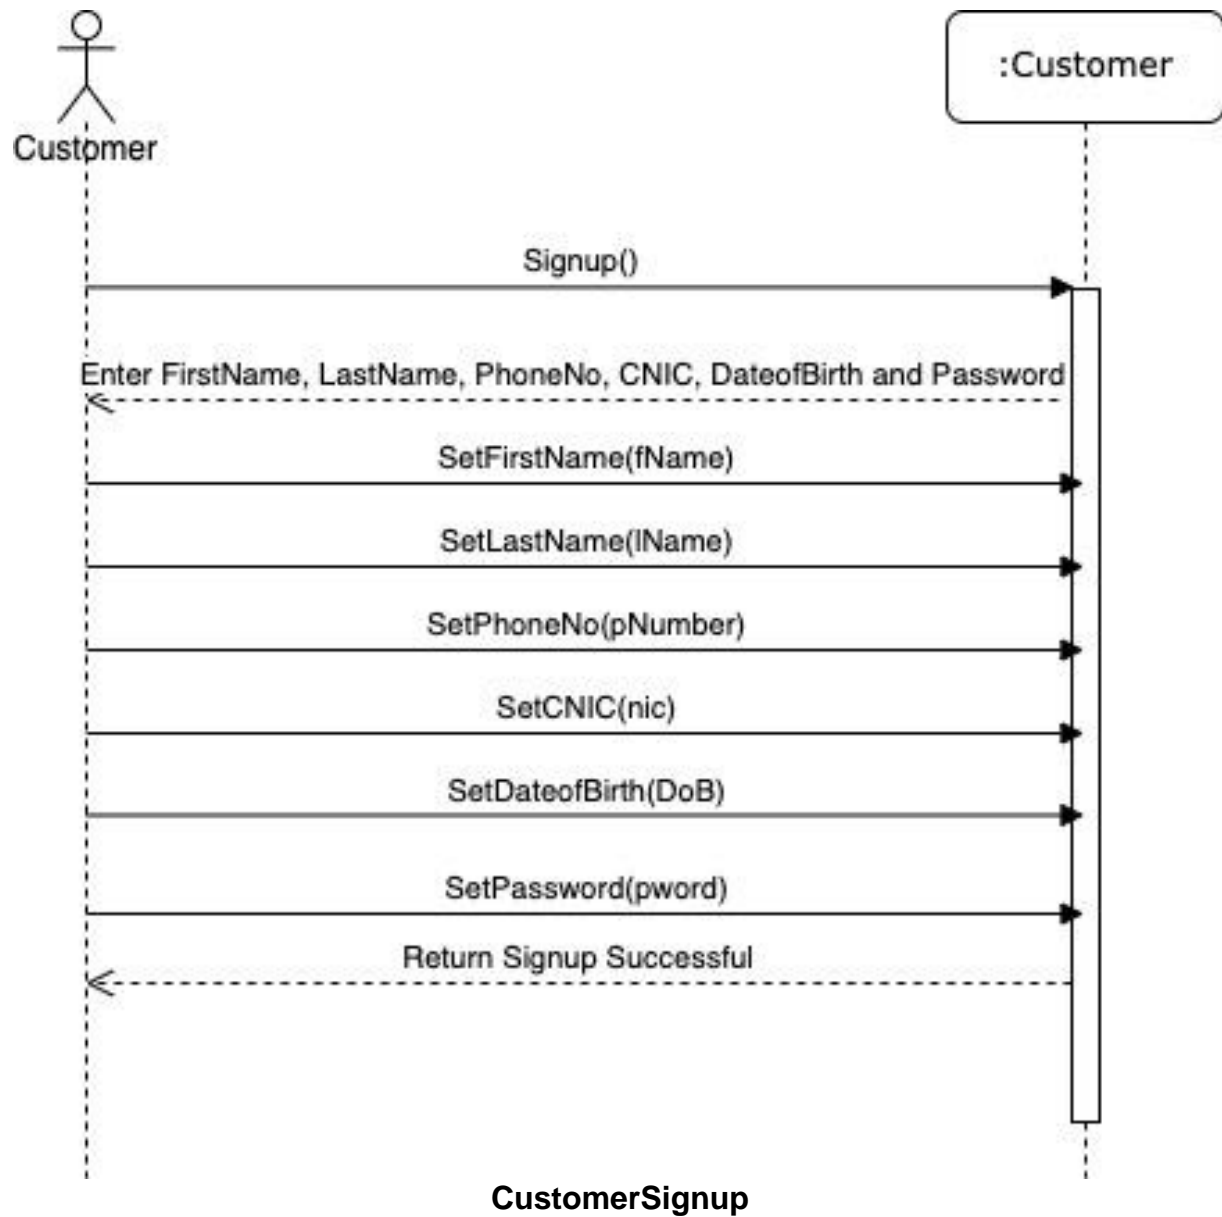 :Customer
Customer
Signup()
Enter FirstName, LastName, PhoneNo, CNIC, DateofBirth and Password
SetFirstName(fName)
SetLastName(lName)
SetPhoneNo(pNumber)
SetCNIC(nic)
SetDateofBirth(DoB)
SetPassword(pword)
Return Signup Successful
CustomerSignup